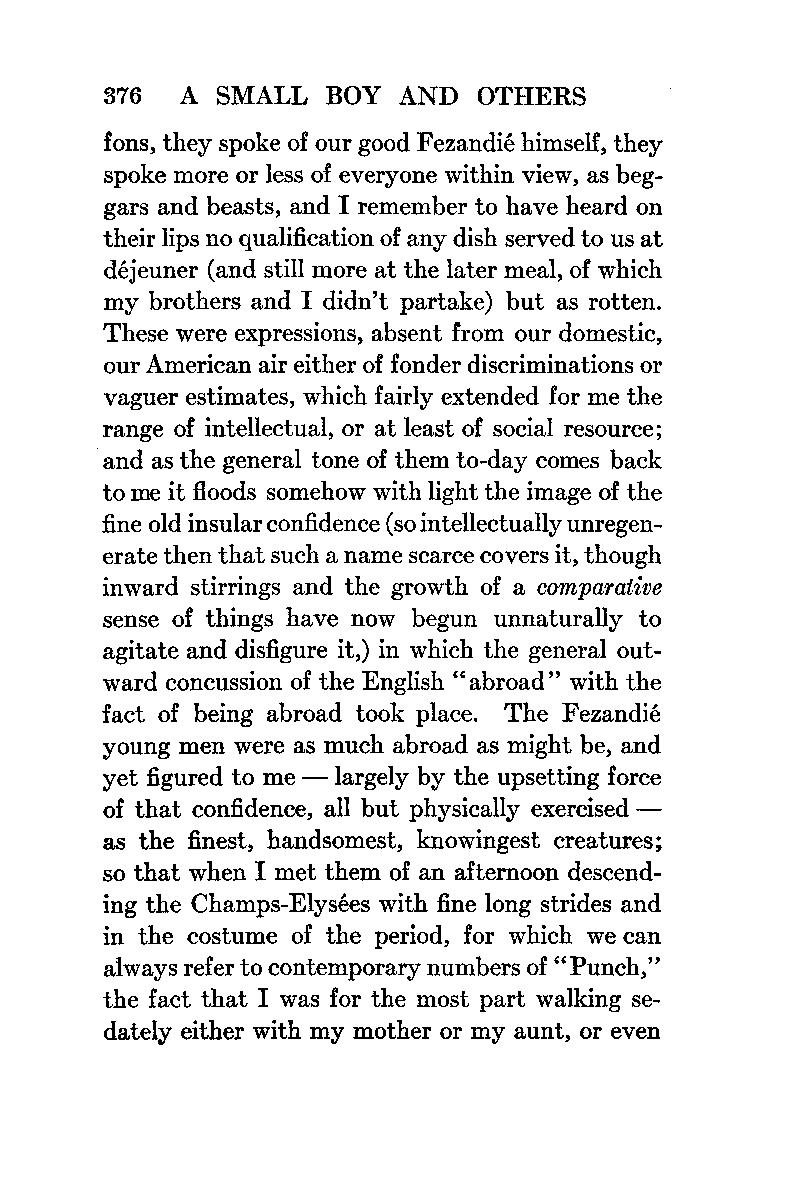 376 A SMALL BOY AND OTHERS
fons, they spoke of our good Fezandié himself, they
spoke more or less of everyone within view, as beg-
gars and beasts, and I remember to have heard on
their lips no qualification of any dish served to us at
déjeuner (and still more at the later meal, of which
my brothers and I didn't partake) but as rotten.
These were expressions, absent from our domestic,
our American air either of fonder discriminations or
vaguer estimates, which fairly extended for me the
range of intellectual, or at least of social resource;
and as the general tone of them to-day comes back
to me it floods somehow with light the image of the
fine old insular confidence (so intellectually unregen-
erate then that such a name scarce covers it, though
inward stirrings and the growth of a comparative
sense of things have now begun unnaturally to
agitate and disfigure it,) in which the general out-
ward concussion of the English "abroad" with the
fact of being abroad took place. The Fezandié
young men were as much abroad as might be, and
yet figured to me — largely by the upsetting force
of that confidence, all but physically exercised —
as the finest, handsomest, knowingest creatures;
so that when I met them of an afternoon descend-
ing the Champs-Elysées with fine long strides and
in the costume of the period, for which we can
always refer to contemporary numbers of "Punch,"
the fact that I was for the most part walking se-
dately either with my mother or my aunt, or even